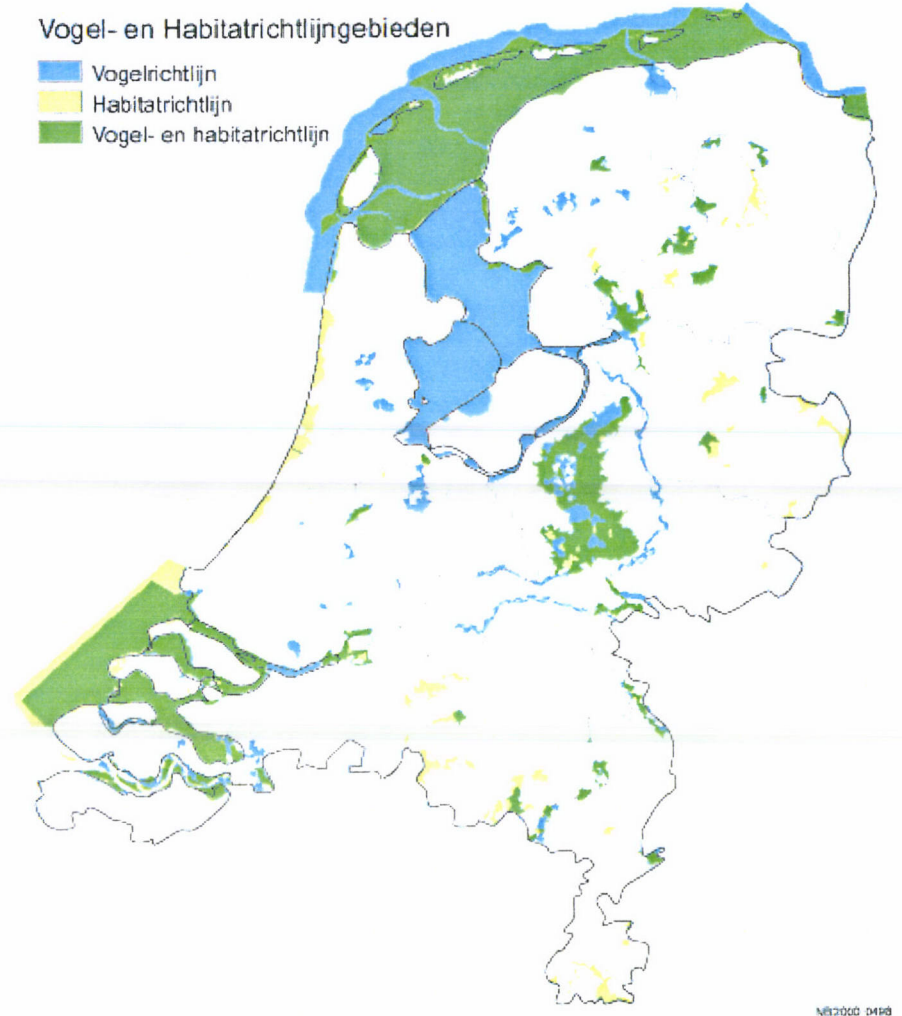 Vogel- en Habitatrichtlijngebieden
Vogelrichtlijn
Habitatrichtlijn
Vogel- en habitatrichtlijn